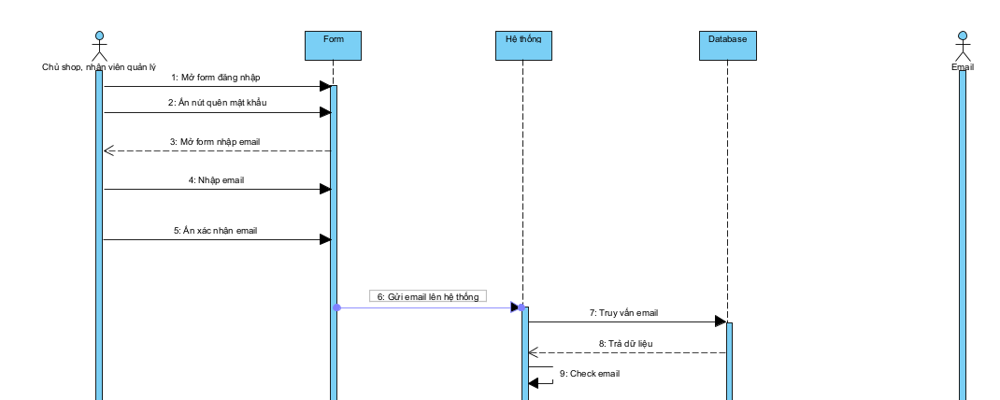 Form
Hệ thống
Database
Chủ shop, nhân viên quản lý
Email
1: Mở form đăng nhập
2: Ấn nút quên mật khẩu
3: Mở form nhập email
4: Nhập email
5: Ấn xác nhận email
6: Gửi email lên hệ thống
7: Truy vấn email
8: Trả dữ liệu
9: Check email